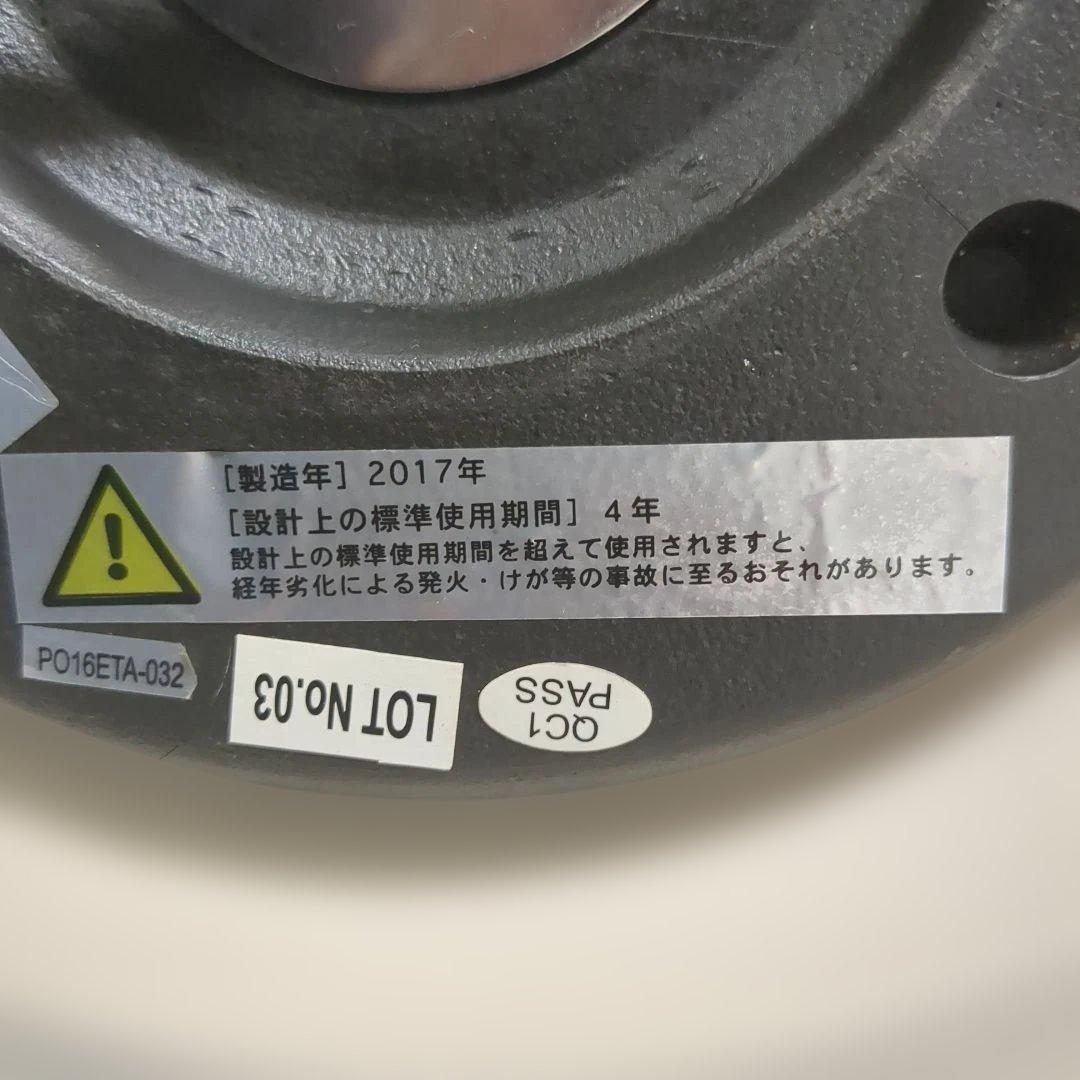 [製造年] 2017年
[設計上の標準使用期間] 4年
設計上の標準使用期間を超えて使用されますと、
経年劣化による発火・けが等の事故に至るおそれがあります。
PO16ETA-032
LOT No.03
QC1
PASS